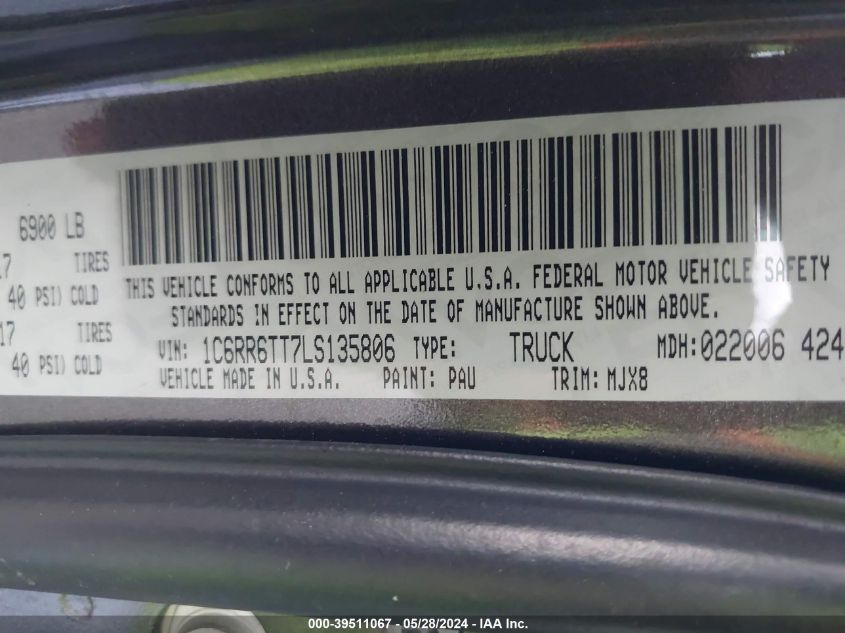 6900 LB
17 TIRES
40 PSI) COLD
17 TIRES
40 PSI) COLD
THIS VEHICLE CONFORMS TO ALL APPLICABLE U.S.A. FEDERAL MOTOR VEHICLE SAFETY
STANDARDS IN EFFECT ON THE DATE OF MANUFACTURE SHOWN ABOVE.
VIN: 1C6RR6TT7LS135806 TYPE: TRUCK MDH:022006 424
VEHICLE MADE IN U.S.A. PAINT: PAU TRIM: MJX8
000-39511067 - 05/28/2024 - IAA Inc.